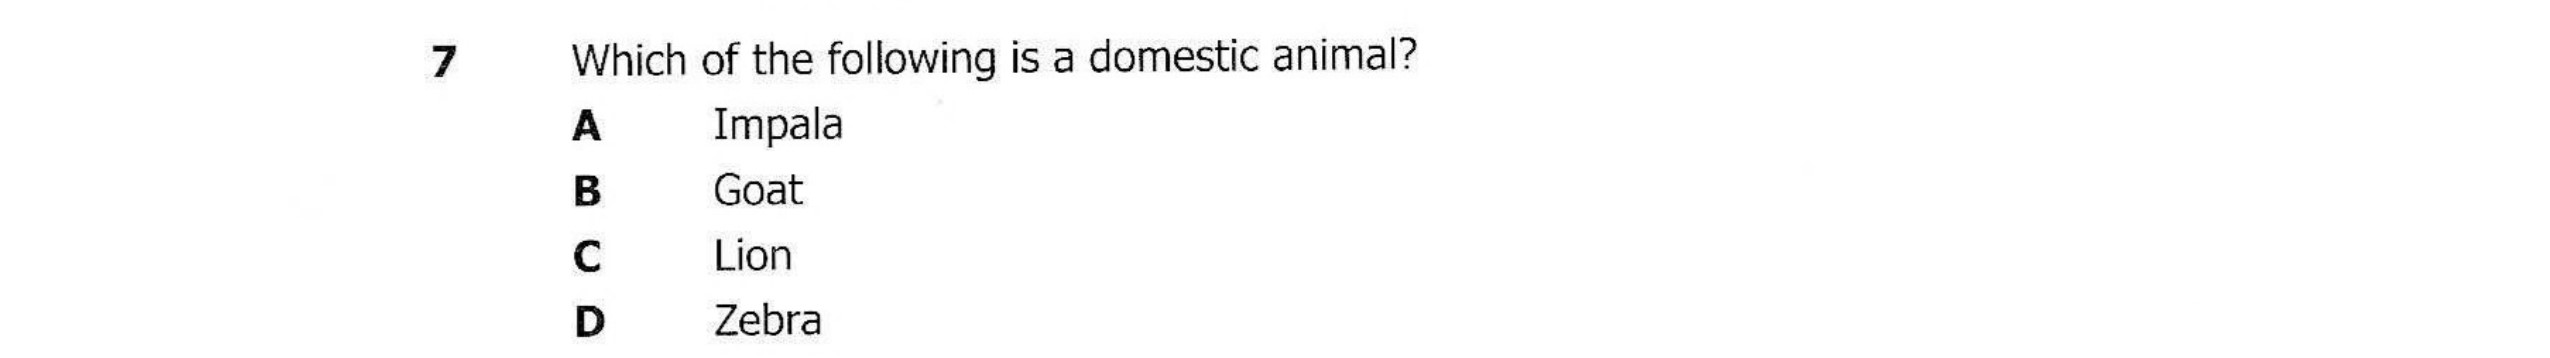 7 Which of the following is a domestic animal?
A Impala
B Goat
C Lion
D Zebra